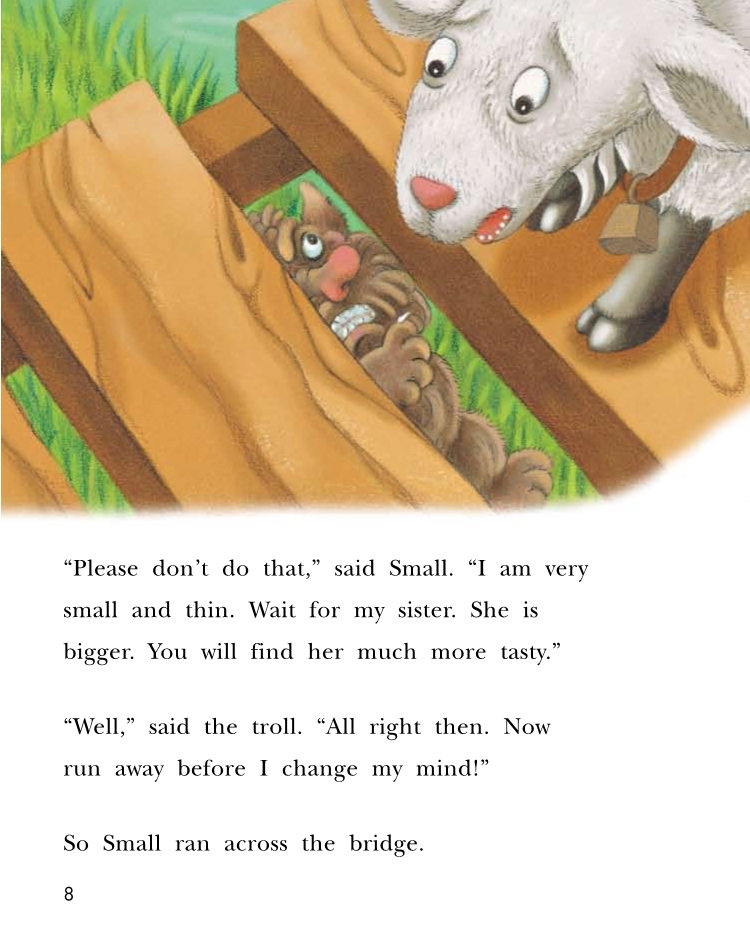 “Please don’t do that,” said Small. “I am very
small and thin. Wait for my sister. She is
bigger. You will find her much more tasty.”
“Well,” said the troll. “All right then. Now
run away before I change my mind!”
So Small ran across the bridge.
8